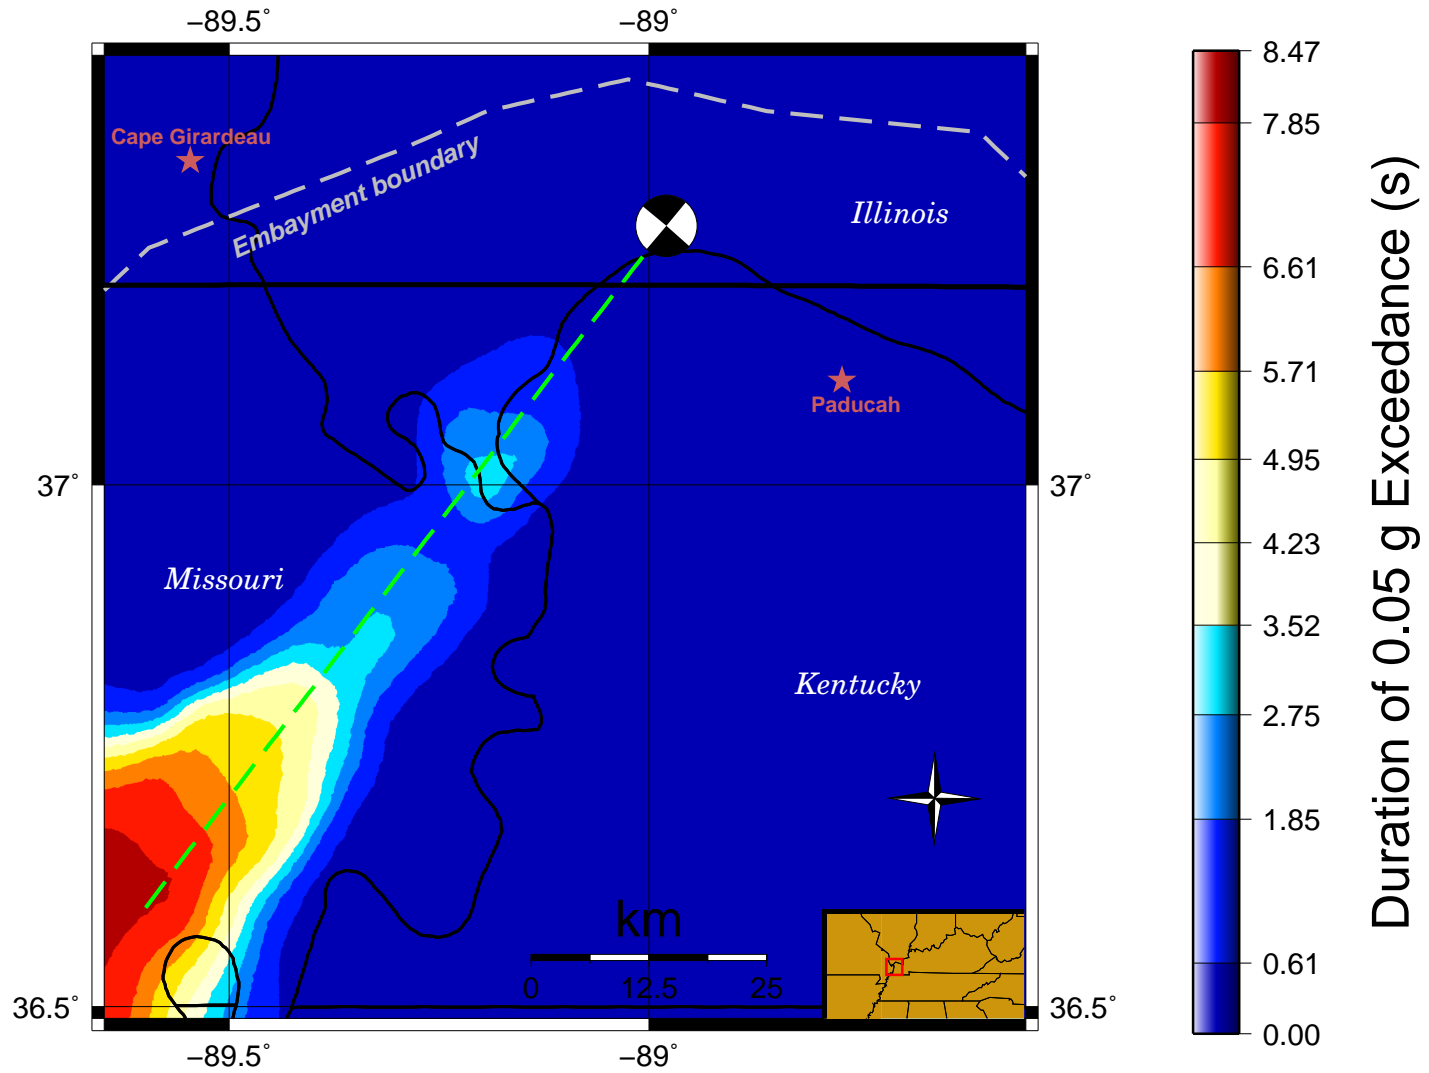 −89.5˚
−89˚
Cape Girardeau
Embayment boundary
Illinois
Paducah
37˚
37˚
Missouri
Kentucky
km
0
12.5
25
36.5˚
36.5˚
−89.5˚
−89˚
8.47
7.85
6.61
5.71
4.95
4.23
3.52
2.75
1.85
0.61
0.00
Duration of 0.05 g Exceedance (s)